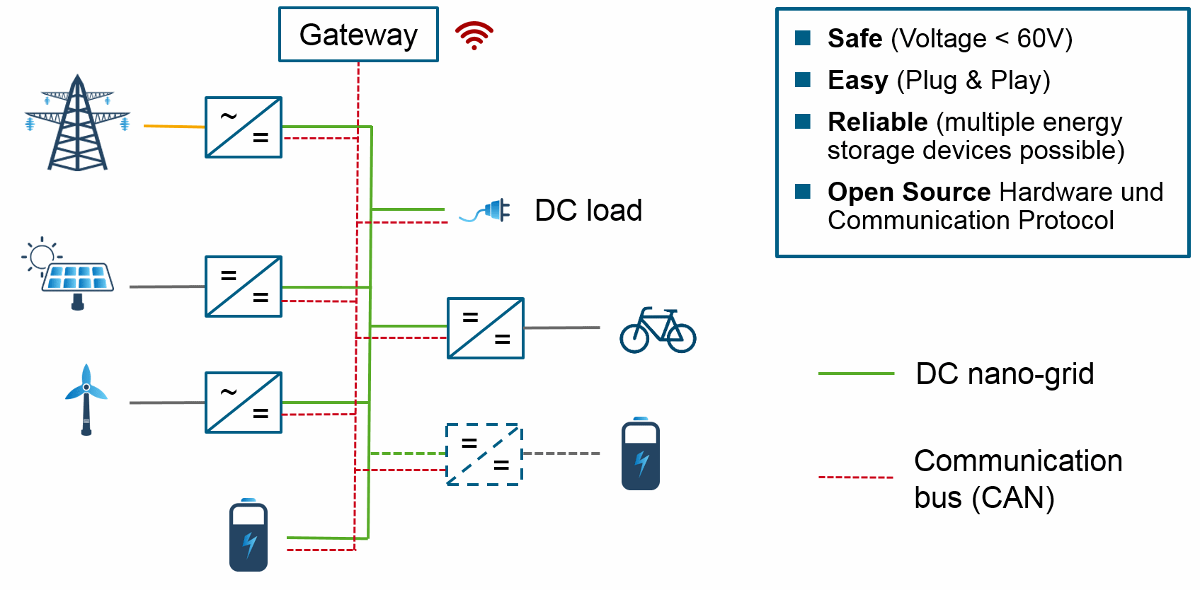 Gateway
Safe (Voltage < 60V)
Easy (Plug & Play)
Reliable (multiple energy
storage devices possible)
Open Source Hardware und
Communication Protocol
~
=
DC load
=
=
=
=
~
=
DC nano-grid
=
=
Communication
bus (CAN)